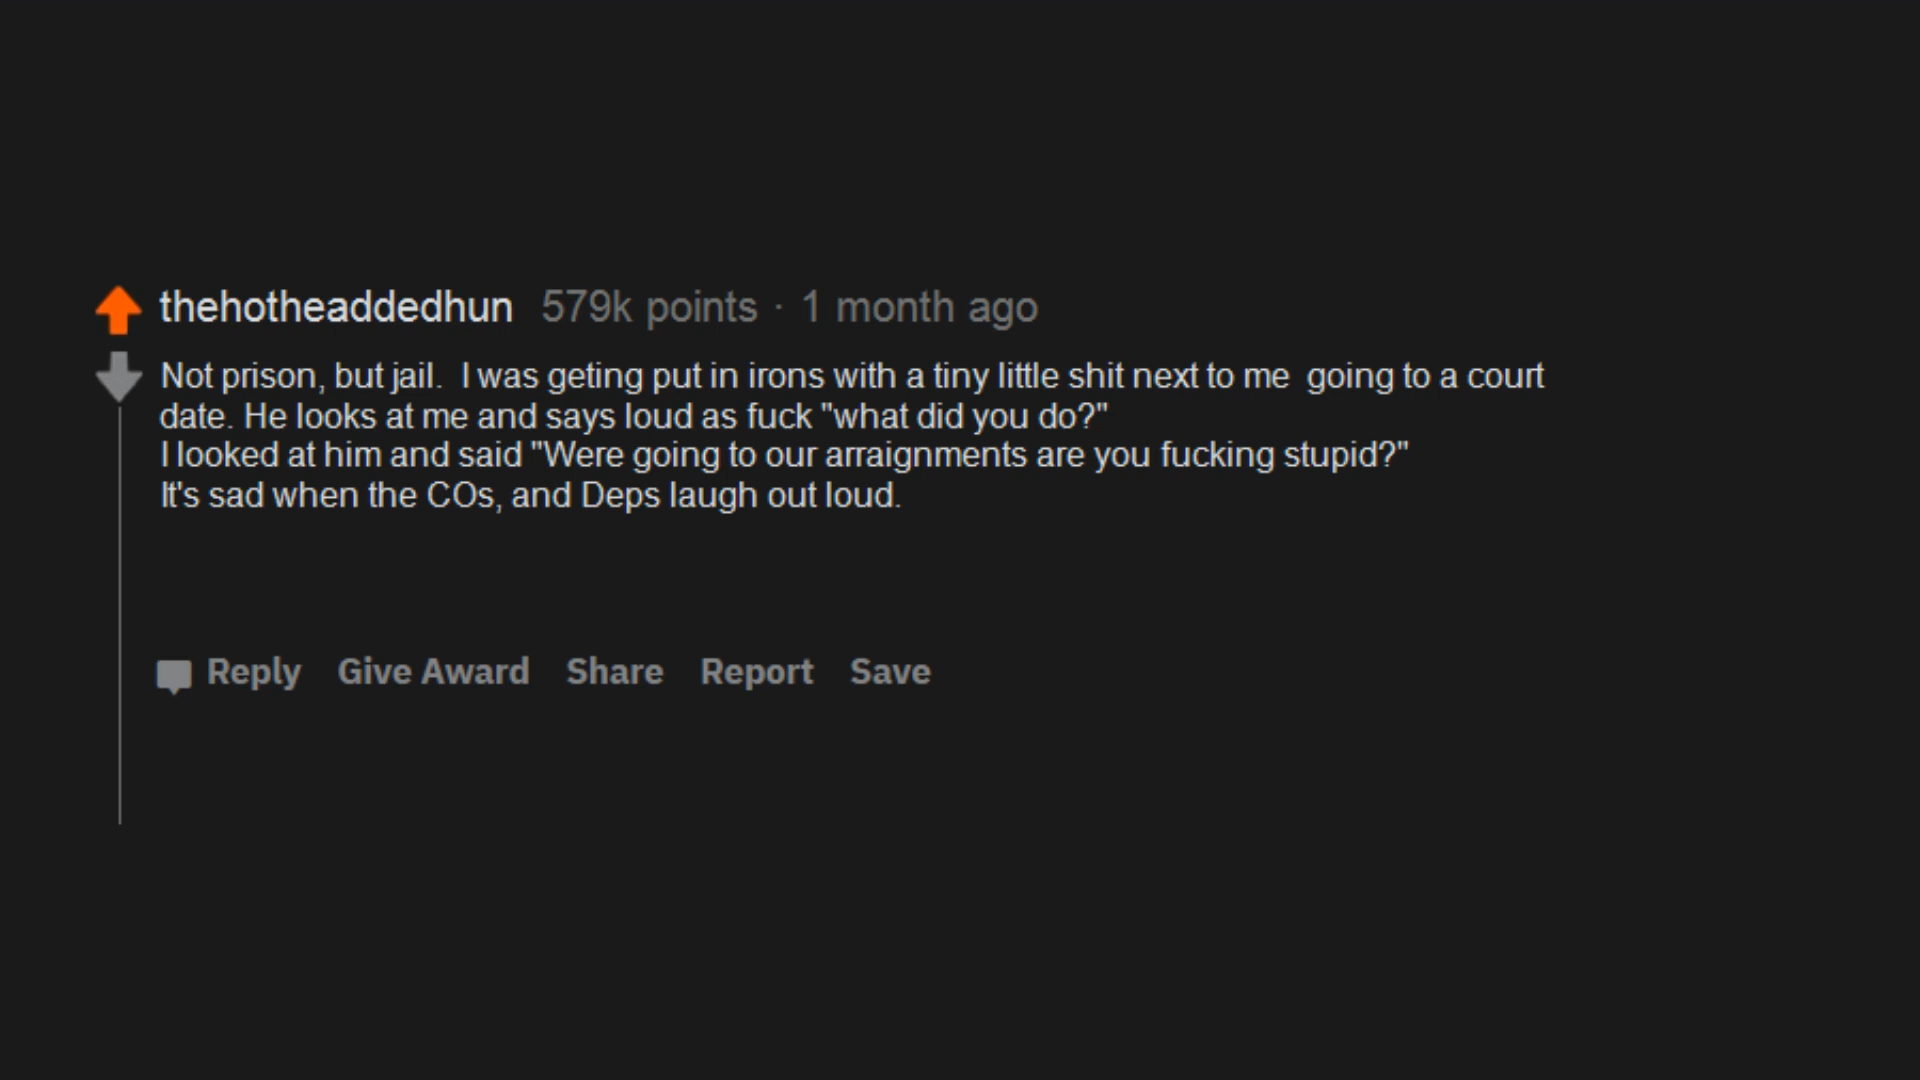 thehotheaddedhun 579k points · 1 month ago
Not prison, but jail.  I was geting put in irons with a tiny little shit next to me  going to a court
date. He looks at me and says loud as fuck "what did you do?"
I looked at him and said "Were going to our arraignments are you fucking stupid?"
It's sad when the COs, and Deps laugh out loud.
Reply Give Award Share Report Save